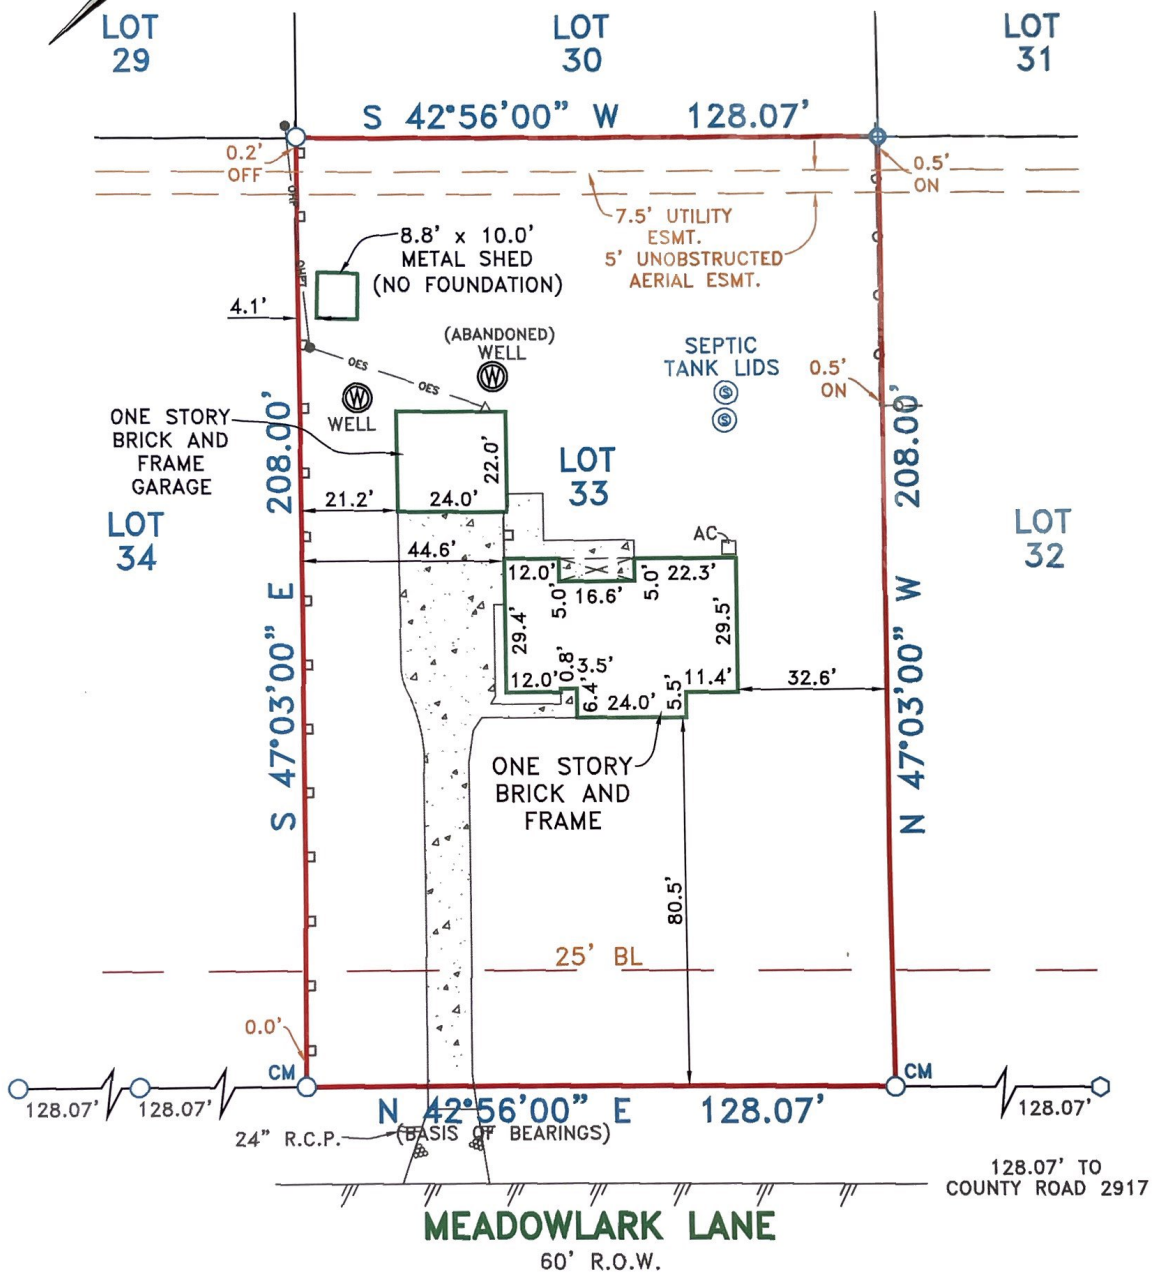 LOT
29
LOT
30
LOT
31
S 42°56'00" W 128.07'
0.2'
OFF
0.5'
ON
7.5' UTILITY
ESMT.
5' UNOBSTRUCTED
AERIAL ESMT.
8.8' x 10.0'
METAL SHED
(NO FOUNDATION)
4.1'
(ABANDONED)
WELL
W
OES
OES
W
WELL
SEPTIC
TANK LIDS
S
S
0.5'
ON
ONE STORY
BRICK AND
FRAME
GARAGE
22.0'
24.0'
21.2'
LOT
33
LOT
34
LOT
32
S 47°03'00" E 208.00'
N 47°03'00" W 208.00'
44.6'
AC
12.0'
5.0'
16.6'
5.0'
22.3'
29.4'
29.5'
12.0'
0.8'
3.5'
6.4'
24.0'
5.5'
11.4'
32.6'
ONE STORY
BRICK AND
FRAME
80.5'
25' BL
0.0'
CM
CM
128.07'
128.07'
N 42°56'00" E 128.07'
128.07'
24" R.C.P.
(BASIS OF BEARINGS)
128.07' TO
COUNTY ROAD 2917
MEADOWLARK LANE
60' R.O.W.